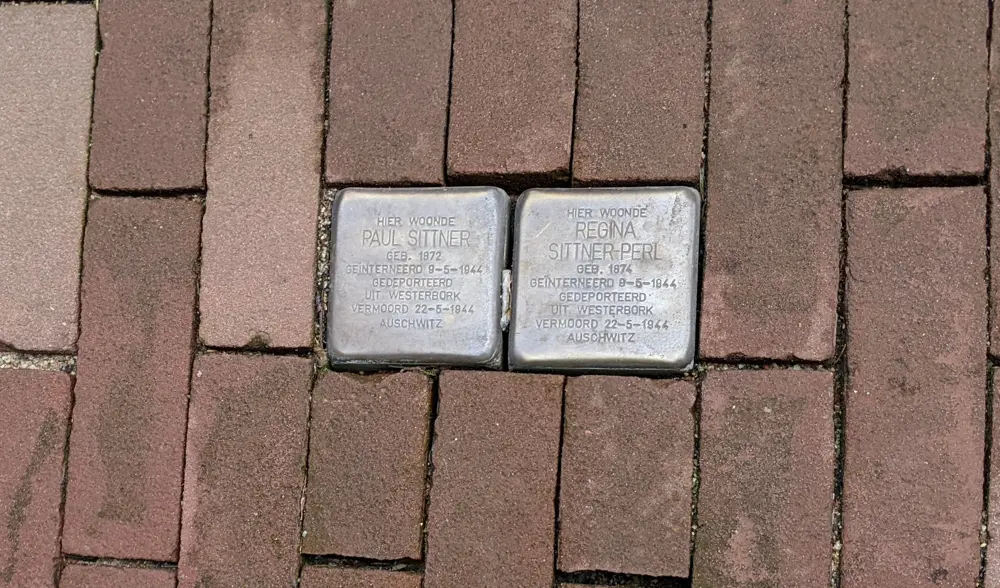 HIER WOONDE
PAUL SITTNER
GEB. 1872
GEÏNTERNEERD 9-5-1944
GEDEPORTEERD
UIT WESTERBORK
VERMOORD 22-5-1944
AUSCHWITZ
HIER WOONDE
REGINA
SITTNER-PERL
GEB. 1874
GEÏNTERNEERD 9-5-1944
GEDEPORTEERD
UIT WESTERBORK
VERMOORD 22-5-1944
AUSCHWITZ